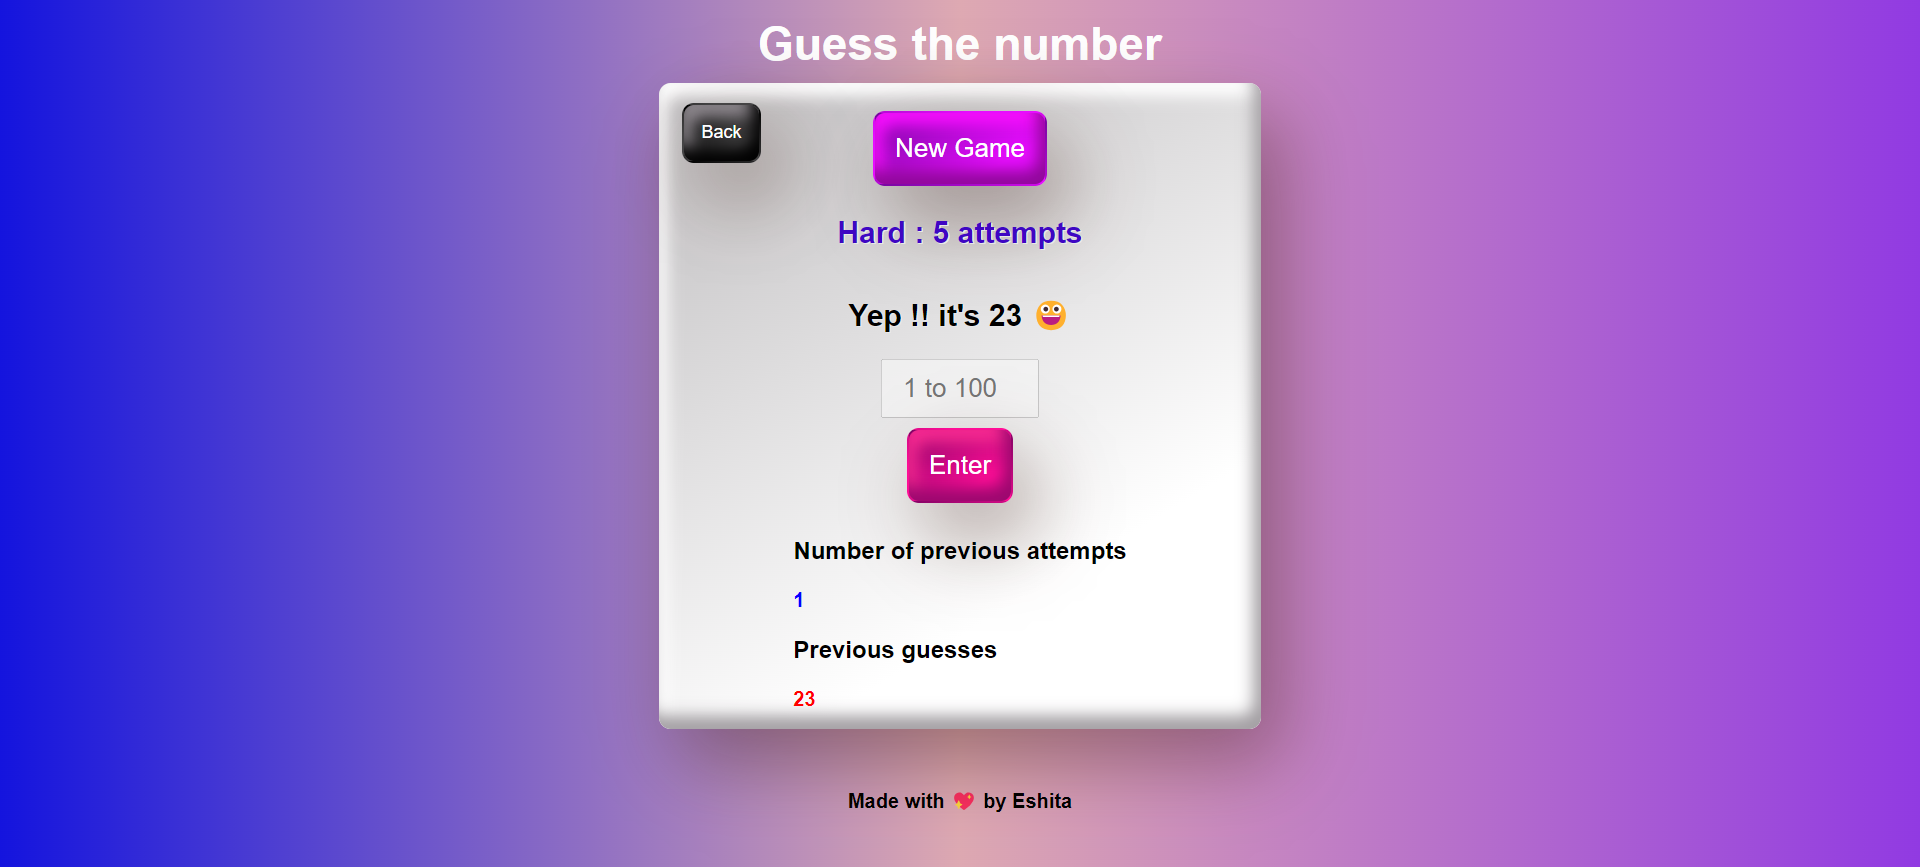 Guess the number
Back
New Game
Hard : 5 attempts
Yep !! it's 23 😃
1 to 100
Enter
Number of previous attempts
1
Previous guesses
23
Made with 💖 by Eshita